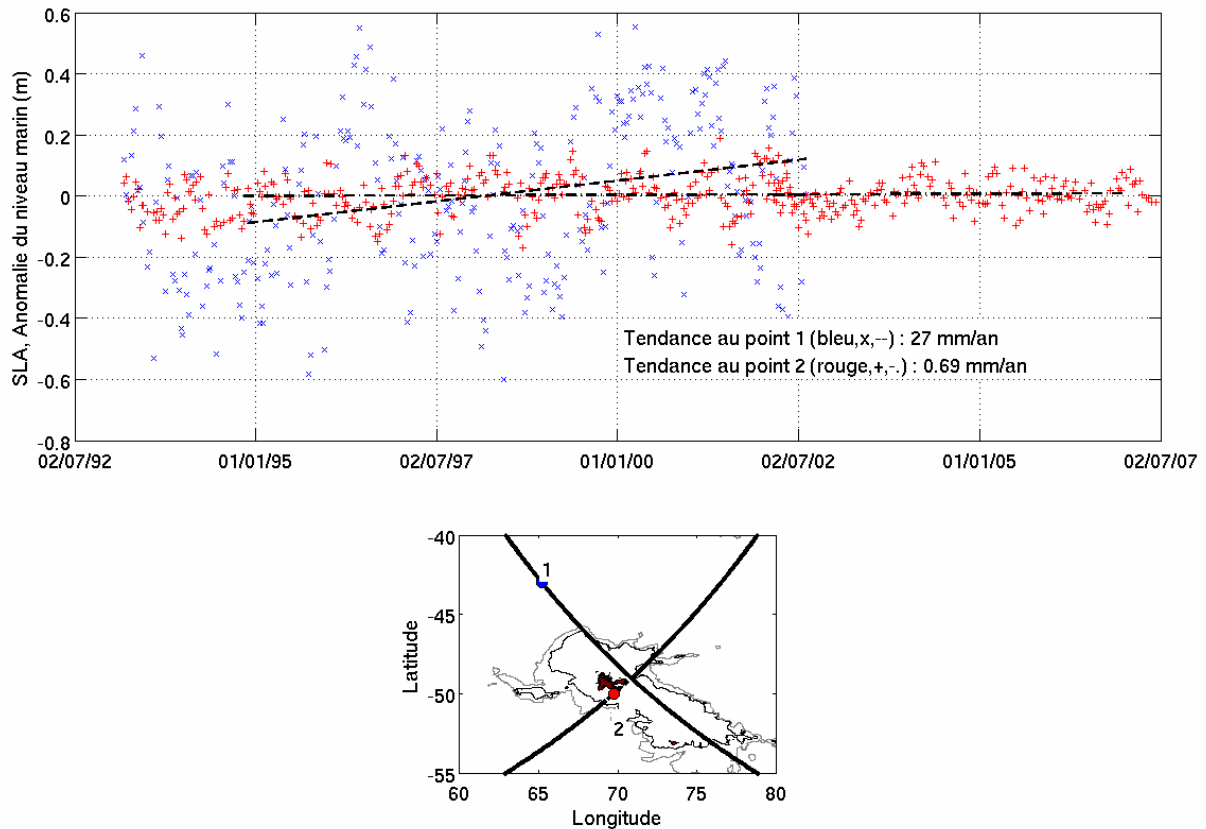 SLA, Anomalie du niveau marin (m)
0.6
0.4
0.2
0
-0.2
-0.4
-0.6
-0.8
Tendance au point 1 (bleu,x,--) : 27 mm/an
Tendance au point 2 (rouge,+,-.) : 0.69 mm/an
02/07/92 01/01/95 02/07/97 01/01/00 02/07/02 01/01/05 02/07/07
Latitude
-40
1
-45
-50
2
-55
60 65 70 75 80
Longitude